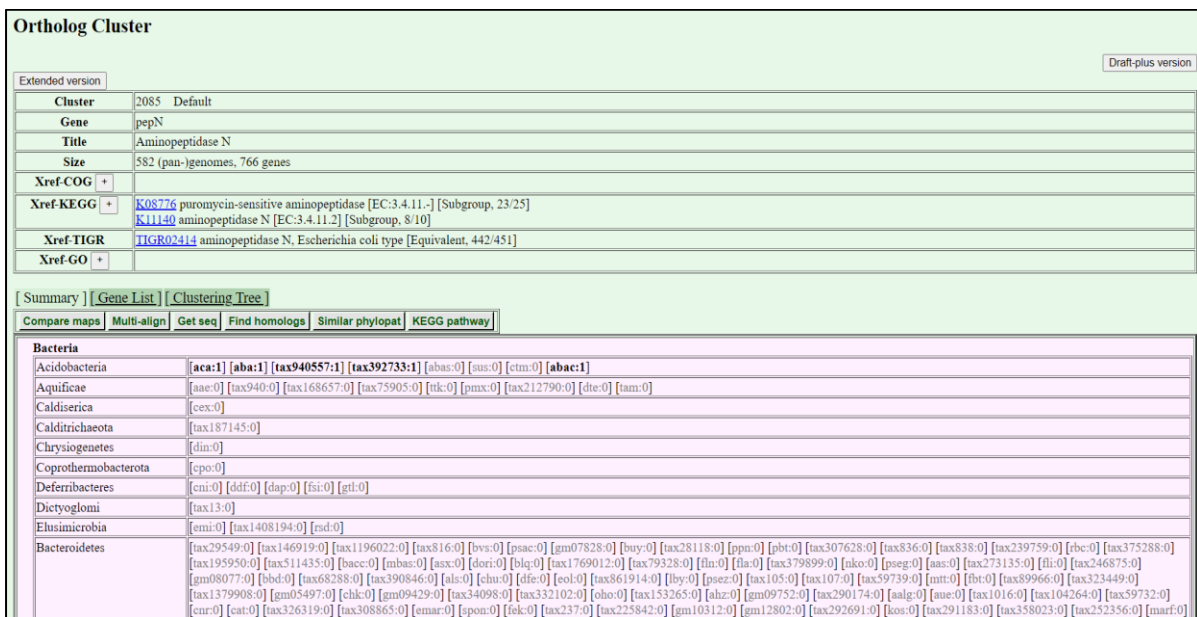 Ortholog Cluster
Draft-plus version
Extended version
Cluster 2085 Default
Gene pepN
Title Aminopeptidase N
Size 582 (pan-)genomes, 766 genes
Xref-COG +
Xref-KEGG + K08776 puromycin-sensitive aminopeptidase [EC:3.4.11.-] [Subgroup, 23/25]
K11140 aminopeptidase N [EC:3.4.11.2] [Subgroup, 8/10]
Xref-TIGR TIGR02414 aminopeptidase N, Escherichia coli type [Equivalent, 442/451]
Xref-GO +
[ Summary ] [ Gene List ] [ Clustering Tree ]
Compare maps Multi-align Get seq Find homologs Similar phylopat KEGG pathway
Bacteria
Acidobacteria [aca:1] [aba:1] [tax940557:1] [tax392733:1] [abas:0] [sus:0] [ctm:0] [abac:1]
Aquificae [aae:0] [tax940:0] [tax168657:0] [tax75905:0] [ttk:0] [pmx:0] [tax212790:0] [dte:0] [tam:0]
Caldiserica [cex:0]
Calditrichaeota [tax187145:0]
Chrysiogenetes [din:0]
Coprothermobacterota [cpo:0]
Deferribacteres [cni:0] [ddf:0] [dap:0] [fsi:0] [gtl:0]
Dictyoglomi [tax13:0]
Elusimicrobia [emi:0] [tax1408194:0] [rsd:0]
Bacteroidetes [tax29549:0] [tax146919:0] [tax1196022:0] [tax816:0] [bvs:0] [psac:0] [gm07828:0] [buy:0] [tax28118:0] [ppn:0] [pbt:0] [tax307628:0] [tax836:0] [tax838:0] [tax239759:0] [rbc:0] [tax375288:0]
[tax195950:0] [tax511435:0] [bacc:0] [mbas:0] [asx:0] [dori:0] [blq:0] [tax1769012:0] [tax79328:0] [fln:0] [fla:0] [tax379899:0] [nko:0] [pseg:0] [aas:0] [tax273135:0] [fli:0] [tax246875:0]
[gm08077:0] [bbd:0] [tax68288:0] [tax390846:0] [als:0] [chu:0] [dfe:0] [eol:0] [tax861914:0] [lby:0] [psez:0] [tax105:0] [tax107:0] [tax59739:0] [mtt:0] [fbt:0] [tax89966:0] [tax323449:0]
[tax1379908:0] [gm05497:0] [chk:0] [gm09429:0] [tax34098:0] [tax332102:0] [oho:0] [tax153265:0] [ahz:0] [gm09752:0] [tax290174:0] [aalg:0] [aue:0] [tax1016:0] [tax104264:0] [tax59732:0]
[cnr:0] [cat:0] [tax326319:0] [tax308865:0] [emar:0] [spon:0] [fek:0] [tax237:0] [tax225842:0] [gm10312:0] [gm12802:0] [tax292691:0] [kos:0] [tax291183:0] [tax358023:0] [tax252356:0] [marf:0]